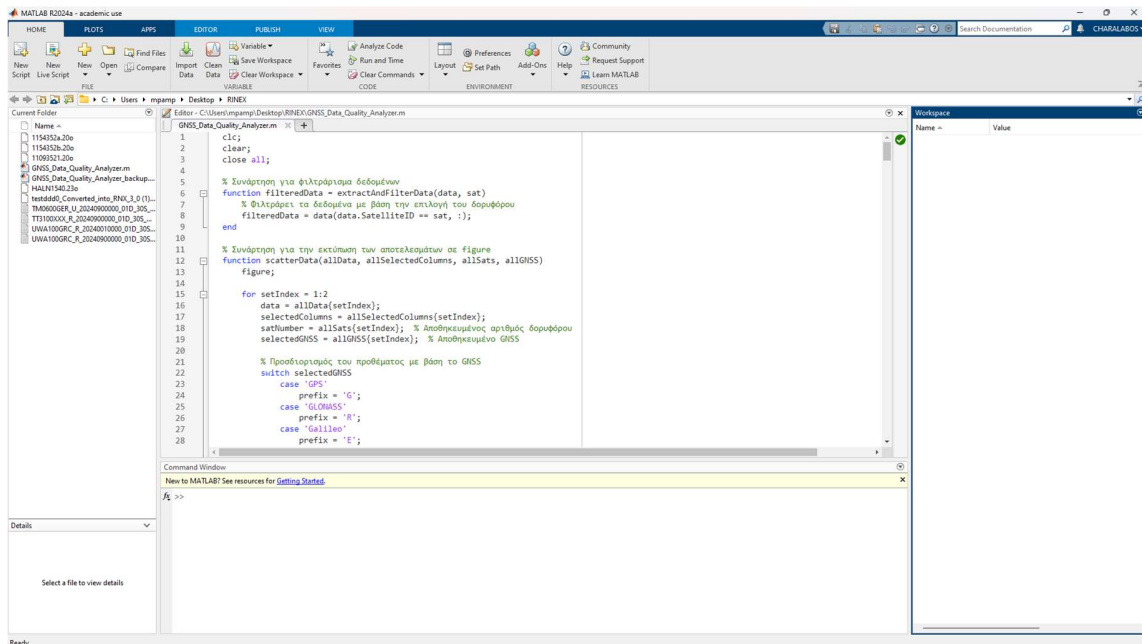 MATLAB R2024a - academic use
HOME PLOTS APPS EDITOR PUBLISH VIEW Search Documentation CHARALABOS
New Script New Live Script New Open Find Files Compare Import Data Clean Data Variable Save Workspace Clear Workspace Favorites Analyze Code Run and Time Clear Commands Layout Preferences Set Path Add-Ons Help Community Request Support Learn MATLAB
FILE VARIABLE CODE ENVIRONMENT RESOURCES
C: Users mpamp Desktop RINEX
Current Folder
Name
1154352a.20o
1154352b.20o
11093521.20o
GNSS_Data_Quality_Analyzer.m
GNSS_Data_Quality_Analyzer_backup....
HALN1540.23o
testddd0_Converted_into_RNX_3_0 (1)...
TM0600GER_U_20240900000_01D_30S_...
TT3100XXX_R_20240900000_01D_30S_...
UWA100GRC_R_20240010000_01D_30S...
UWA100GRC_R_20240900000_01D_30S...
Details
Select a file to view details
Editor - C:\Users\mpamp\Desktop\RINEX\GNSS_Data_Quality_Analyzer.m
GNSS_Data_Quality_Analyzer.m
1 clc;
2 clear;
3 close all;
4
5 % Συνάρτηση για φιλτράρισμα δεδομένων
6 function filteredData = extractAndFilterData(data, sat)
7 % Φιλτράρει τα δεδομένα με βάση την επιλογή του δορυφόρου
8 filteredData = data(data.SatelliteID == sat, :);
9 end
10
11 % Συνάρτηση για την εκτύπωση των αποτελεσμάτων σε figure
12 function scatterData(allData, allSelectedColumns, allSats, allGNSS)
13 figure;
14
15 for setIndex = 1:2
16 data = allData{setIndex};
17 selectedColumns = allSelectedColumns{setIndex};
18 satNumber = allSats{setIndex}; % Αποθηκευμένος αριθμός δορυφόρου
19 selectedGNSS = allGNSS{setIndex}; % Αποθηκευμένο GNSS
20
21 % Προσδιορισμός του προθέματος με βάση το GNSS
22 switch selectedGNSS
23 case 'GPS'
24 prefix = 'G';
25 case 'GLONASS'
26 prefix = 'R';
27 case 'Galileo'
28 prefix = 'E';
Command Window
New to MATLAB? See resources for Getting Started.
fx >>
Workspace
Name Value
Ready